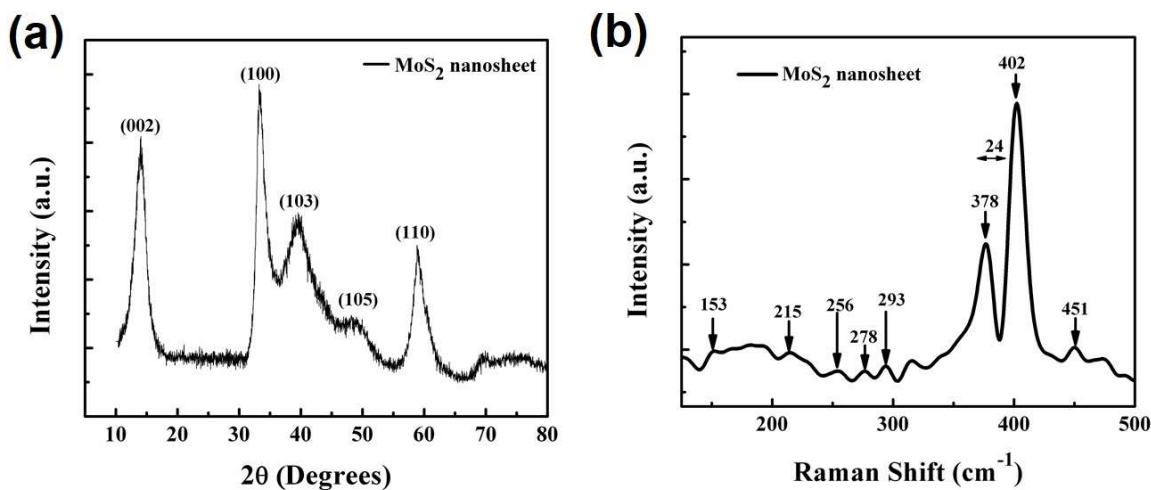 (a)
MoS₂ nanosheet
(002)
(100)
(103)
(105)
(110)
Intensity (a.u.)
10 20 30 40 50 60 70 80
2θ (Degrees)
(b)
MoS₂ nanosheet
402
24
378
153
215
256
278
293
451
Intensity (a.u.)
200 300 400 500
Raman Shift (cm⁻¹)